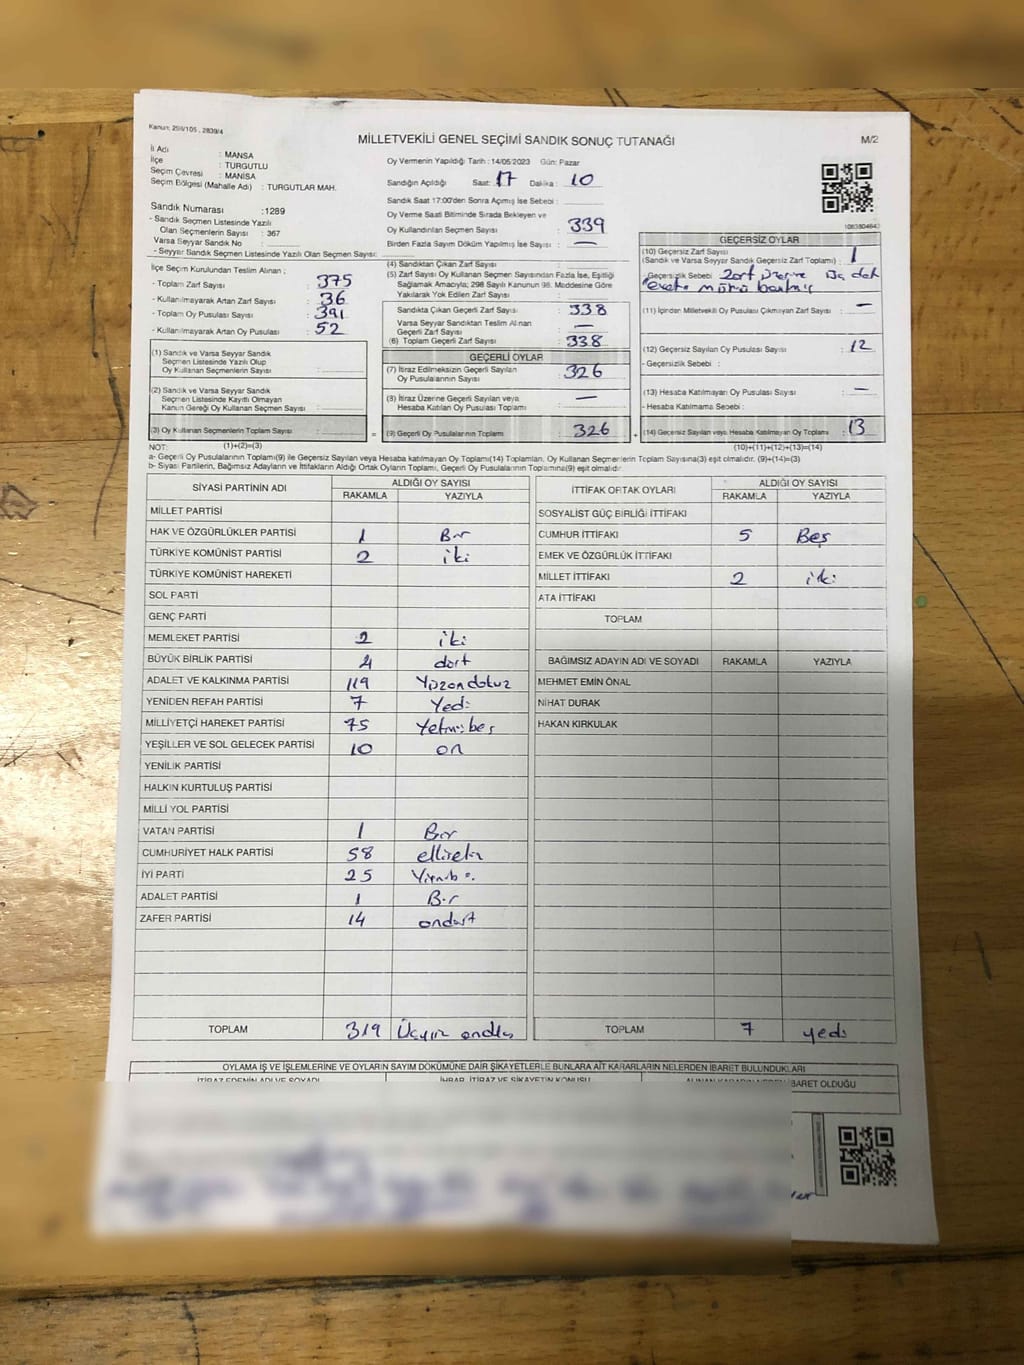 Kanun: 298/105, 2839/4
MİLLETVEKİLİ GENEL SEÇİMİ SANDIK SONUÇ TUTANAĞI
M/2
İl Adı : MANİSA
İlçe : TURGUTLU
Seçim Çevresi : MANİSA
Seçim Bölgesi (Mahalle Adı) : TURGUTLAR MAH.
Sandık Numarası :1289
- Sandık Seçmen Listesinde Yazılı
Olan Seçmenlerin Sayısı : 367
Varsa Seyyar Sandık No :
- Seyyar Sandık Seçmen Listesinde Yazılı Olan Seçmen Sayısı:
İlçe Seçim Kurulundan Teslim Alınan ;
- Toplam Zarf Sayısı : 375
- Kullanılmayarak Artan Zarf Sayısı : 36
- Toplam Oy Pusulası Sayısı : 391
- Kullanılmayarak Artan Oy Pusulası : 52
(1) Sandık ve Varsa Seyyar Sandık
Seçmen Listesinde Yazılı Olup
Oy Kullanan Seçmenlerin Sayısı :
(2) Sandık ve Varsa Seyyar Sandık
Seçmen Listesinde Kayıtlı Olmayan
Kanun Gereği Oy Kullanan Seçmen Sayısı :
(3) Oy Kullanan Seçmenlerin Toplam Sayısı :
Oy Vermenin Yapıldığı Tarih : 14/05/2023 Gün: Pazar
Sandığın Açıldığı Saat: 17 Dakika : 10
Sandık Saat 17:00'den Sonra Açımış İse Sebebi :
Oy Verme Saati Bitiminde Sırada Bekleyen ve
Oy Kullandırılan Seçmen Sayısı : 339
Birden Fazla Sayım Döküm Yapılmış İse Sayısı : —
(4) Sandıktan Çıkan Zarf Sayısı :
(5) Zarf Sayısı Oy Kullanan Seçmen Sayısından Fazla İse, Eşitliği
Sağlamak Amacıyla; 298 Sayılı Kanunun 98. Maddesine Göre
Yakılarak Yok Edilen Zarf Sayısı :
Sandıkta Çıkan Geçerli Zarf Sayısı : 338
Varsa Seyyar Sandıktan Teslim Alınan
Geçerli Zarf Sayısı : —
(6) Toplam Geçerli Zarf Sayısı : 338
GEÇERLİ OYLAR
(7) İtiraz Edilmeksizin Geçerli Sayılan
Oy Pusulalarının Sayısı : 326
(8) İtiraz Üzerine Geçerli Sayılan veya
Hesaba Katılan Oy Pusulası Toplamı : —
= (9) Geçerli Oy Pusulalarının Toplamı : 326 +
GEÇERSİZ OYLAR
(10) Geçersiz Zarf Sayısı
(Sandık ve Varsa Seyyar Sandık Geçersiz Zarf Toplamı) : 1
- Geçersizlik Sebebi :
(11) İçindan Milletvekili Oy Pusulası Çıkmayan Zarf Sayısı : —
(12) Geçersiz Sayılan Oy Pusulası Sayısı : 12
- Geçersizlik Sebebi :
(13) Hesaba Katılmayan Oy Pusulası Sayısı : —
- Hesaba Katılmama Sebebi :
(14) Geçersiz Sayılan veya Hesaba Katılmayan Oy Toplamı : 13
NOT: (1)+(2)=(3) (10)+(11)+(12)+(13)=(14)
a- Geçerli Oy Pusulalarının Toplamı(9) ile Geçersiz Sayılan veya Hesaba katılmayan Oy Toplamı(14) Toplamları, Oy Kullanan Seçmenlerin Toplam Sayısına(3) eşit olmalıdır. (9)+(14)=(3)
b- Siyasi Partilerin, Bağımsız Adayların ve İttifakların Aldığı Ortak Oyların Toplamı, Geçerli Oy Pusulalarının Toplamına(9) eşit olmalıdır.
SİYASİ PARTİNİN ADI ALDIĞI OY SAYISI
RAKAMLA YAZIYLA
MİLLET PARTİSİ
HAK VE ÖZGÜRLÜKLER PARTİSİ 1 Bir
TÜRKİYE KOMÜNİST PARTİSİ 2 iki
TÜRKİYE KOMÜNİST HAREKETİ
SOL PARTİ
GENÇ PARTİ
MEMLEKET PARTİSİ 2 iki
BÜYÜK BİRLİK PARTİSİ 4 dört
ADALET VE KALKINMA PARTİSİ 119 Yüzondokuz
YENİDEN REFAH PARTİSİ 7 Yedi
MİLLİYETÇİ HAREKET PARTİSİ 75 Yetmişbeş
YEŞİLLER VE SOL GELECEK PARTİSİ 10 on
YENİLİK PARTİSİ
HALKIN KURTULUŞ PARTİSİ
MİLLİ YOL PARTİSİ
VATAN PARTİSİ 1 Bir
CUMHURİYET HALK PARTİSİ 58 ellisekiz
İYİ PARTİ 25
ADALET PARTİSİ 1 Bir
ZAFER PARTİSİ 14 ondört
TOPLAM 319 Üçyüz
İTTİFAK ORTAK OYLARI ALDIĞI OY SAYISI
RAKAMLA YAZIYLA
SOSYALİST GÜÇ BİRLİĞİ İTTİFAKI
CUMHUR İTTİFAKI 5 Beş
EMEK VE ÖZGÜRLÜK İTTİFAKI
MİLLET İTTİFAKI 2 iki
ATA İTTİFAKI
TOPLAM
BAĞIMSIZ ADAYIN ADI VE SOYADI RAKAMLA YAZIYLA
MEHMET EMİN ÖNAL
NİHAT DURAK
HAKAN KIRKULAK
TOPLAM 7 yedi
OYLAMA İŞ VE İŞLEMLERİNE VE OYLARIN SAYIM DÖKÜMÜNE DAİR ŞİKAYETLERLE BUNLARA AİT KARARLARIN NELERDEN İBARET BULUNDUKLARI
İTİRAZ EDENİN ADI VE SOYADI İHBAR, İTİRAZ VE ŞİKAYETİN KONUSU ALINAN KARARIN NEDEN İBARET OLDUĞU